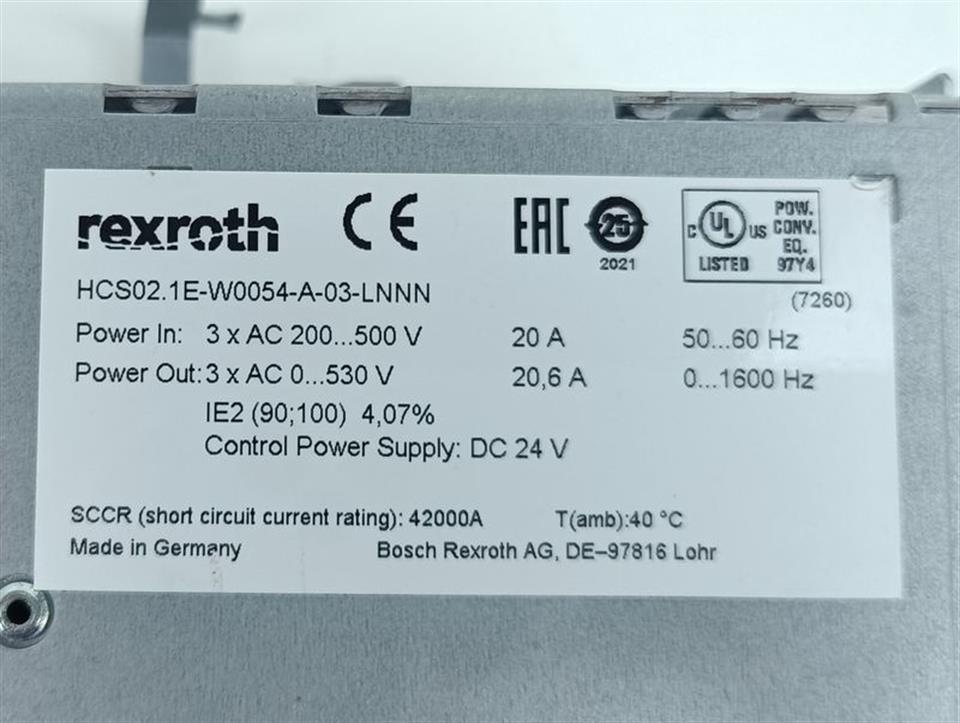 rexroth CE EAC 25 2021
C UL US LISTED POW. CONV. EQ. 97Y4
HCS02.1E-W0054-A-03-LNNN (7260)
Power In: 3 x AC 200...500 V 20 A 50...60 Hz
Power Out: 3 x AC 0...530 V 20,6 A 0...1600 Hz
IE2 (90;100) 4,07%
Control Power Supply: DC 24 V
SCCR (short circuit current rating): 42000A T(amb):40 °C
Made in Germany Bosch Rexroth AG, DE–97816 Lohr